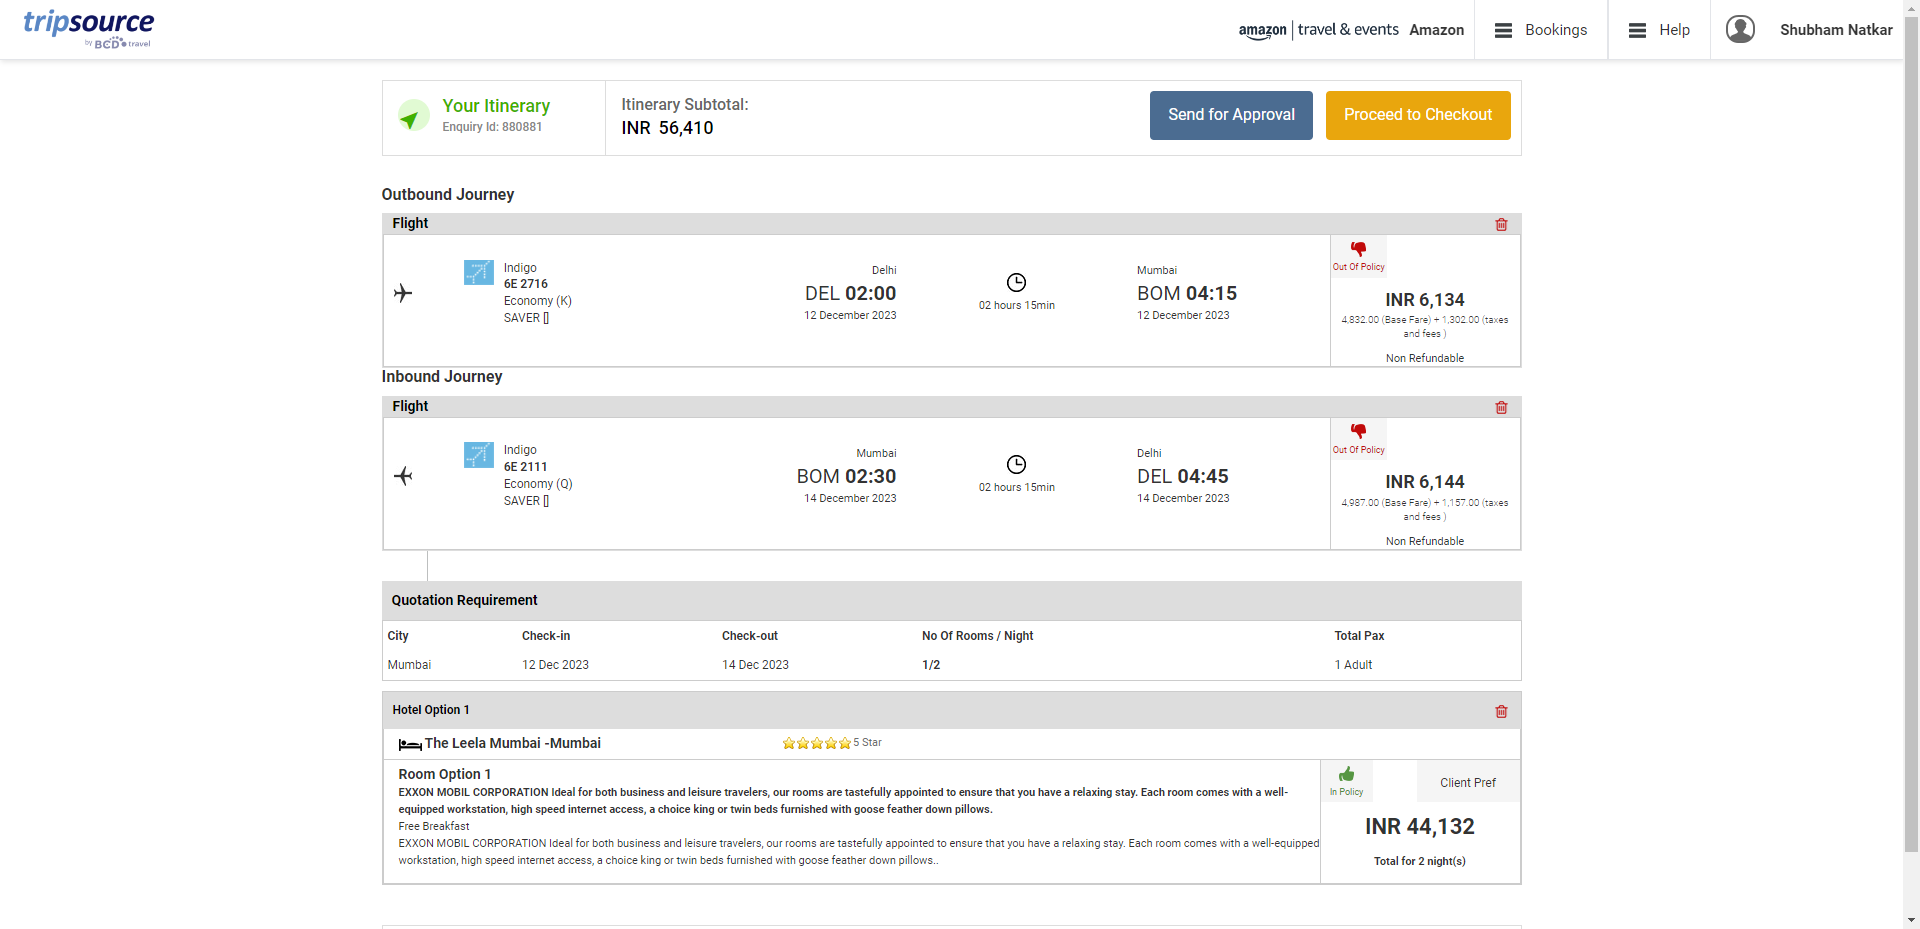 tripsource
by BCD travel
amazon | travel & events Amazon
Bookings
Help
Shubham Natkar
Your Itinerary
Enquiry Id: 880881
Itinerary Subtotal:
INR 56,410
Send for Approval
Proceed to Checkout
Outbound Journey
Flight
Indigo
6E 2716
Economy (K)
SAVER []
Delhi
DEL 02:00
12 December 2023
02 hours 15min
Mumbai
BOM 04:15
12 December 2023
Out Of Policy
INR 6,134
4,832.00 (Base Fare) + 1,302.00 (taxes
and fees )
Non Refundable
Inbound Journey
Flight
Indigo
6E 2111
Economy (Q)
SAVER []
Mumbai
BOM 02:30
14 December 2023
02 hours 15min
Delhi
DEL 04:45
14 December 2023
Out Of Policy
INR 6,144
4,987.00 (Base Fare) + 1,157.00 (taxes
and fees )
Non Refundable
Quotation Requirement
City Check-in Check-out No Of Rooms / Night Total Pax
Mumbai 12 Dec 2023 14 Dec 2023 1/2 1 Adult
Hotel Option 1
The Leela Mumbai -Mumbai
5 Star
Room Option 1
EXXON MOBIL CORPORATION Ideal for both business and leisure travelers, our rooms are tastefully appointed to ensure that you have a relaxing stay. Each room comes with a well-
equipped workstation, high speed internet access, a choice king or twin beds furnished with goose feather down pillows.
Free Breakfast
EXXON MOBIL CORPORATION Ideal for both business and leisure travelers, our rooms are tastefully appointed to ensure that you have a relaxing stay. Each room comes with a well-equipped
workstation, high speed internet access, a choice king or twin beds furnished with goose feather down pillows..
In Policy
Client Pref
INR 44,132
Total for 2 night(s)